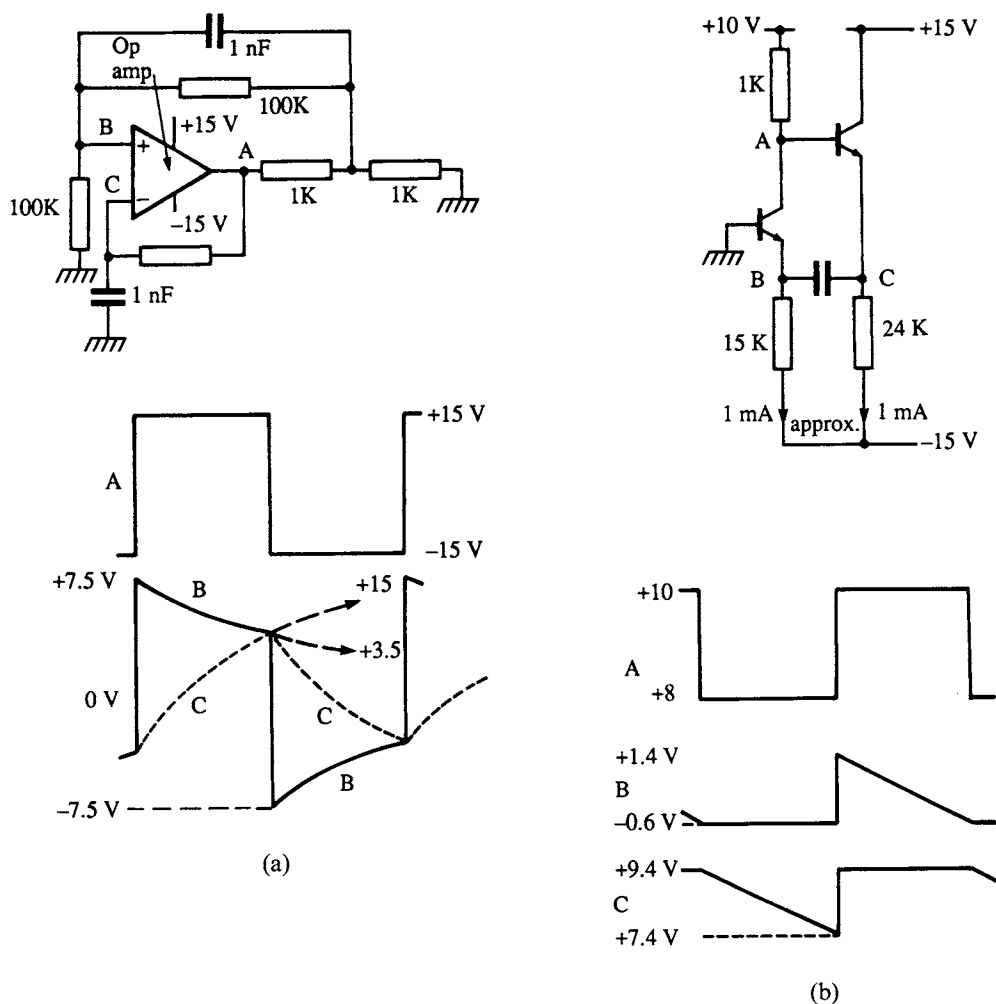 Op
amp
1 nF
100K
B
+15 V
+
A
C
−
−15 V
100K
1K
1K
1 nF
A
+15 V
−15 V
+7.5 V
B
+15
+3.5
0 V
C
C
B
−7.5 V
(a)
+10 V
+15 V
1K
A
B
C
15 K
24 K
1 mA
approx.
1 mA
−15 V
+10
A
+8
+1.4 V
B
−0.6 V
+9.4 V
C
+7.4 V
(b)